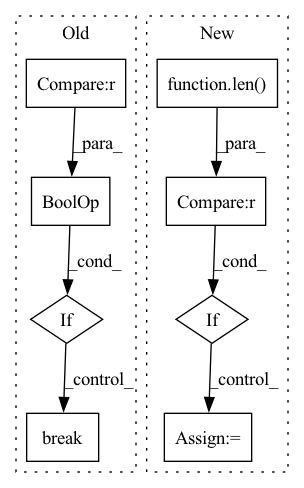 Old
New
Compare:r
function.len()
_para_
_para_
BoolOp
Compare:r
_cond_
_cond_
If
If
_control_
_control_
break
Assign:=